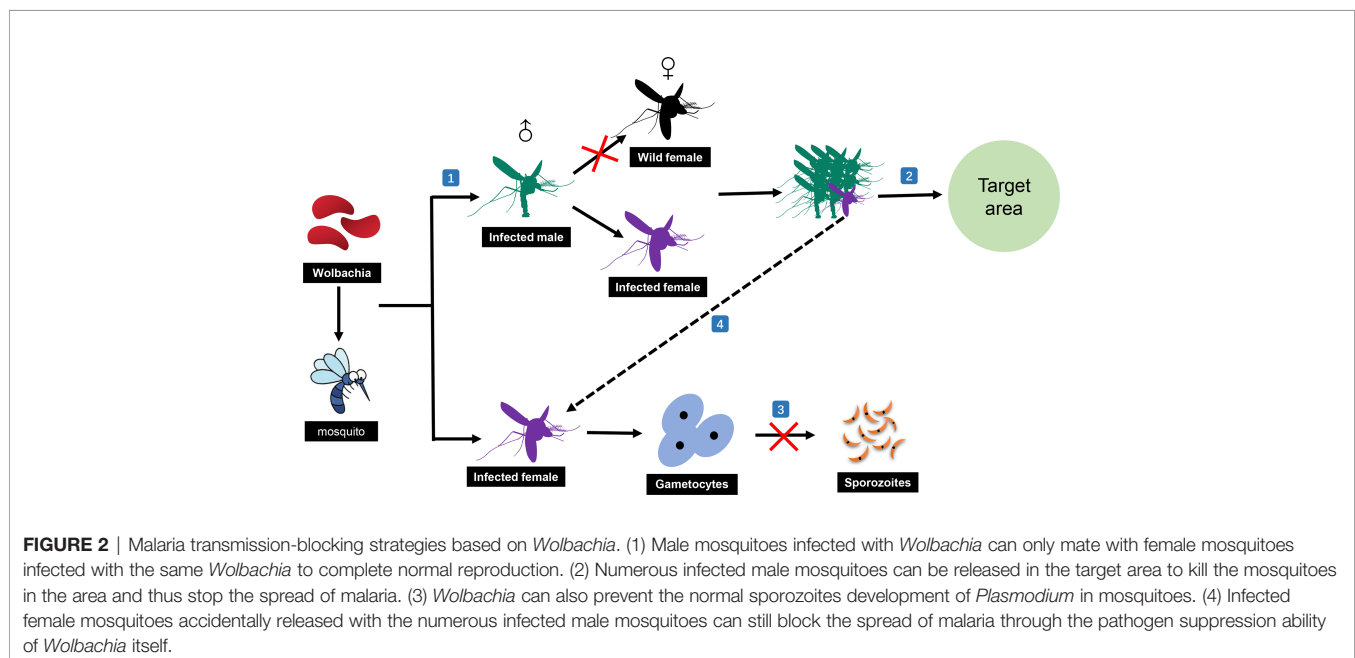 ♀
Wild female
♂
1
Infected male
2
Target
area
Wolbachia
Infected female
4
mosquito
3
Infected female
Gametocytes
Sporozoites
FIGURE 2 | Malaria transmission-blocking strategies based on Wolbachia. (1) Male mosquitoes infected with Wolbachia can only mate with female mosquitoes
infected with the same Wolbachia to complete normal reproduction. (2) Numerous infected male mosquitoes can be released in the target area to kill the mosquitoes
in the area and thus stop the spread of malaria. (3) Wolbachia can also prevent the normal sporozoites development of Plasmodium in mosquitoes. (4) Infected
female mosquitoes accidentally released with the numerous infected male mosquitoes can still block the spread of malaria through the pathogen suppression ability
of Wolbachia itself.